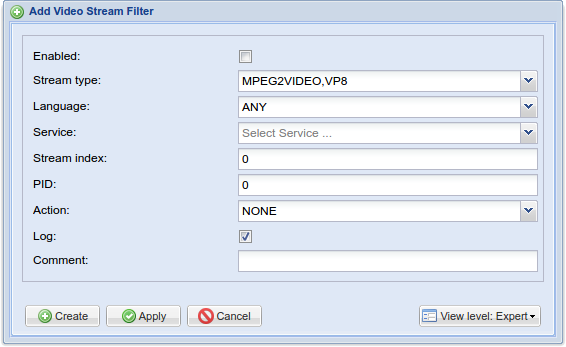 Add Video Stream Filter
Enabled:
Stream type: MPEG2VIDEO,VP8
Language: ANY
Service: Select Service ...
Stream index: 0
PID: 0
Action: NONE
Log:
Comment:
Create Apply Cancel View level: Expert